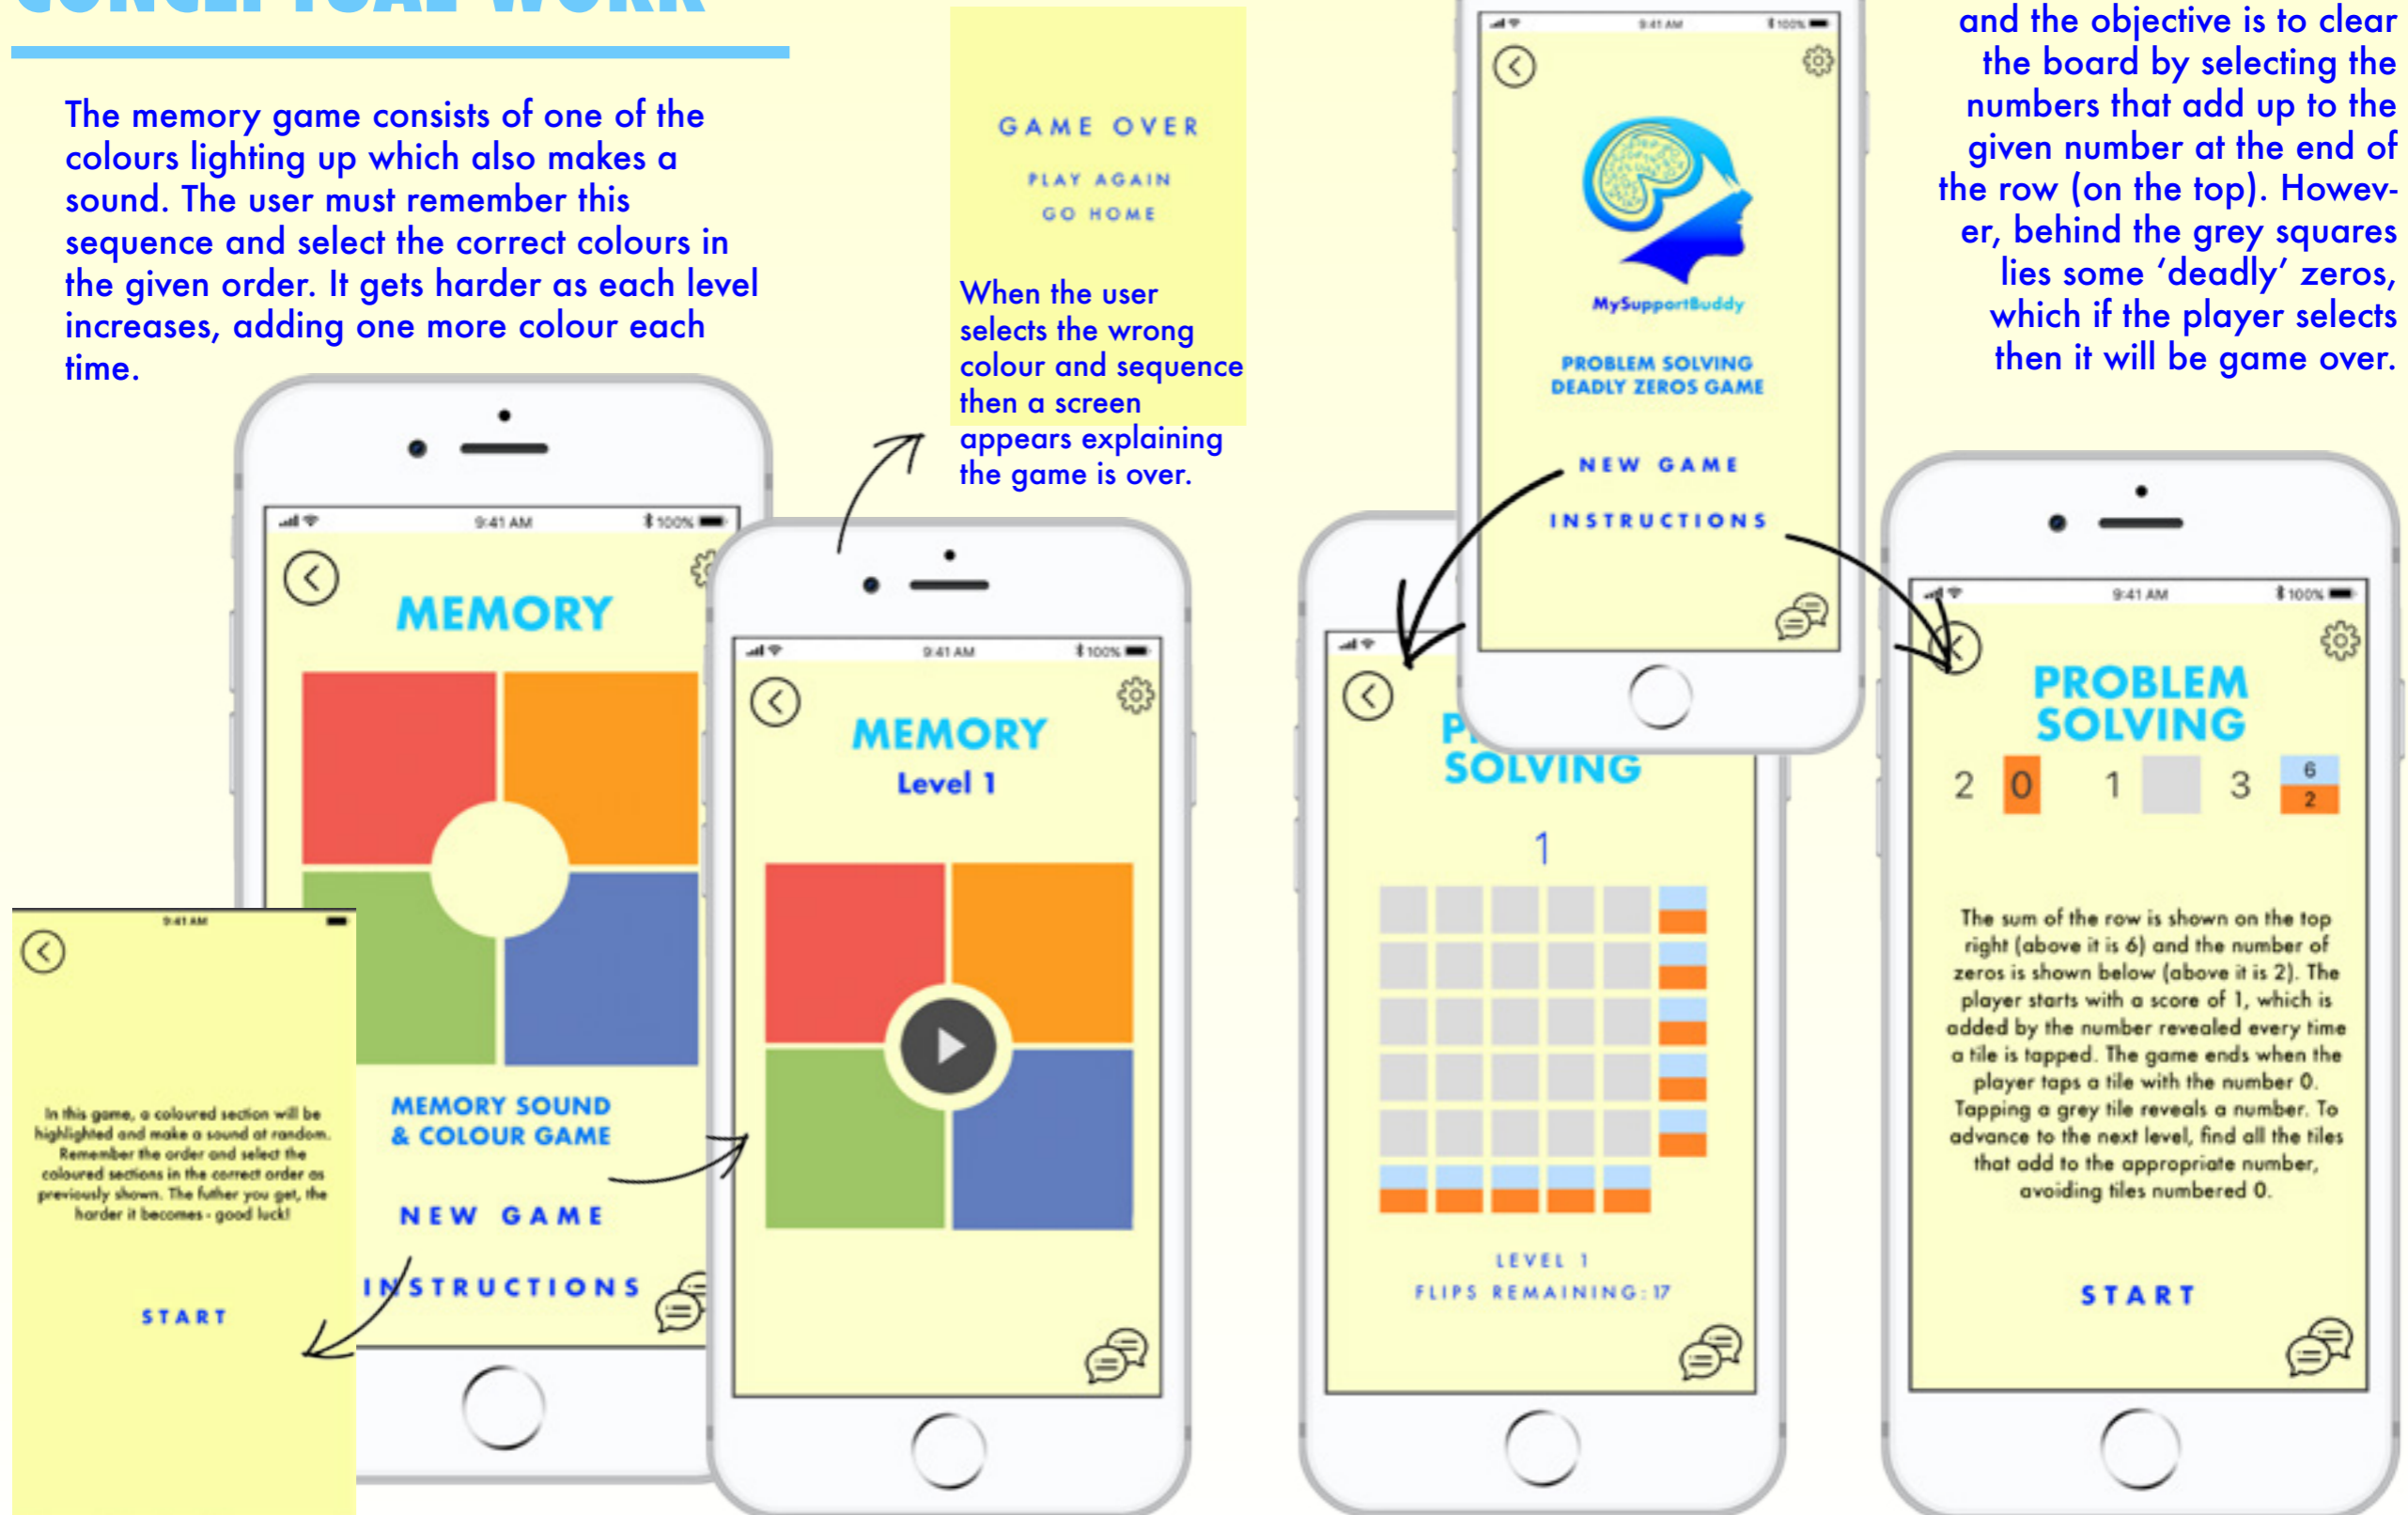 CONCEPTUAL WORK
The memory game consists of one of the
colours lighting up which also makes a
sound. The user must remember this
sequence and select the correct colours in
the given order. It gets harder as each level
increases, adding one more colour each
time.
GAME OVER
PLAY AGAIN
GO HOME
When the user
selects the wrong
colour and sequence
then a screen
appears explaining
the game is over.
9:41 AM 100%
MEMORY
MEMORY SOUND
& COLOUR GAME
NEW GAME
INSTRUCTIONS
9:41 AM
In this game, a coloured section will be
highlighted and make a sound at random.
Remember the order and select the
coloured sections in the correct order as
previously shown. The futher you get, the
harder it becomes - good luck!
START
9:41 AM 100%
MEMORY
Level 1
9:41 AM 100%
MySupportBuddy
PROBLEM SOLVING
DEADLY ZEROS GAME
NEW GAME
INSTRUCTIONS
and the objective is to clear
the board by selecting the
numbers that add up to the
given number at the end of
the row (on the top). Howev-
er, behind the grey squares
lies some ‘deadly’ zeros,
which if the player selects
then it will be game over.
P
SOLVING
1
LEVEL 1
FLIPS REMAINING: 17
9:41 AM 100%
PROBLEM
SOLVING
2 0 1 3 6
2
The sum of the row is shown on the top
right (above it is 6) and the number of
zeros is shown below (above it is 2). The
player starts with a score of 1, which is
added by the number revealed every time
a tile is tapped. The game ends when the
player taps a tile with the number 0.
Tapping a grey tile reveals a number. To
advance to the next level, find all the tiles
that add to the appropriate number,
avoiding tiles numbered 0.
START